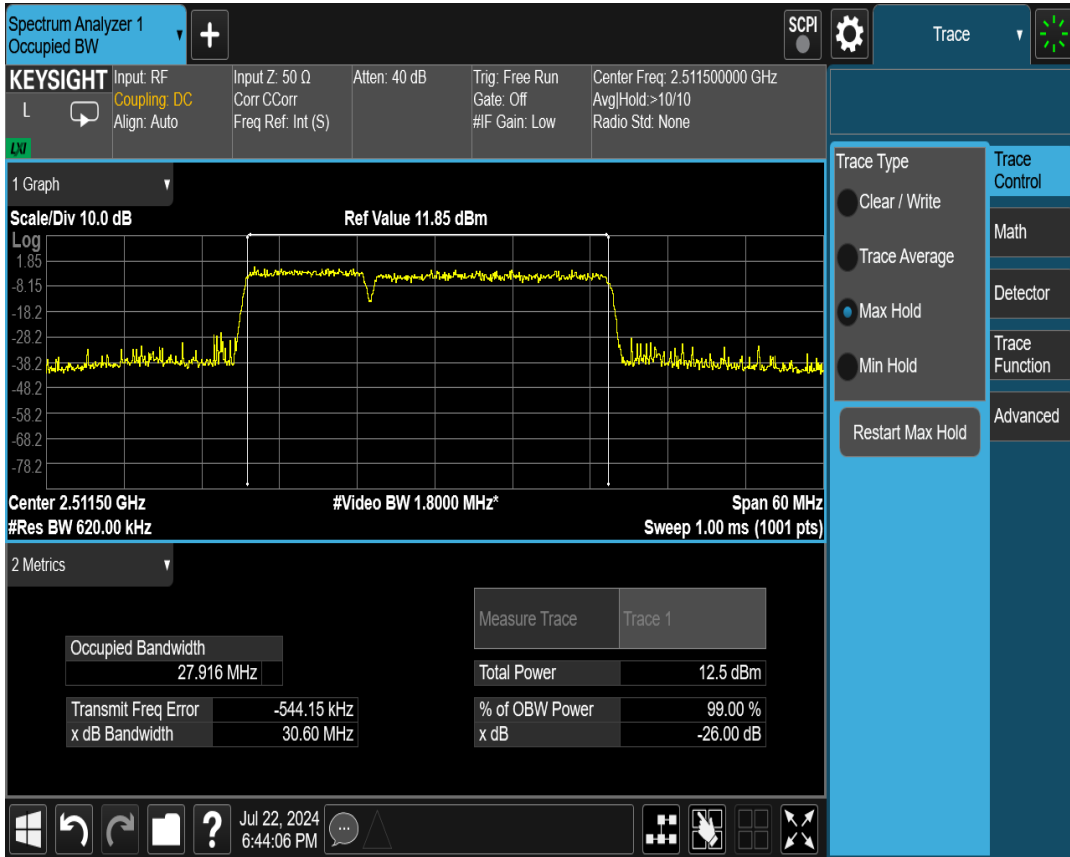 Spectrum Analyzer 1
Occupied BW
SCPI
Trace
KEYSIGHT
L
LXI
Input: RF
Coupling: DC
Align: Auto
Input Z: 50 Ω
Corr CCorr
Freq Ref: Int (S)
Atten: 40 dB
Trig: Free Run
Gate: Off
#IF Gain: Low
Center Freq: 2.511500000 GHz
Avg|Hold:>10/10
Radio Std: None
1 Graph
Scale/Div 10.0 dB
Ref Value 11.85 dBm
Log
1.85
-8.15
-18.2
-28.2
-38.2
-48.2
-58.2
-68.2
-78.2
Center 2.51150 GHz
#Video BW 1.8000 MHz*
Span 60 MHz
#Res BW 620.00 kHz
Sweep 1.00 ms (1001 pts)
2 Metrics
Measure Trace Trace 1
Occupied Bandwidth
27.916 MHz
Total Power 12.5 dBm
Transmit Freq Error -544.15 kHz
% of OBW Power 99.00 %
x dB Bandwidth 30.60 MHz
x dB -26.00 dB
Jul 22, 2024
6:44:06 PM
Trace Type
Clear / Write
Trace Average
Max Hold
Min Hold
Restart Max Hold
Trace
Control
Math
Detector
Trace
Function
Advanced